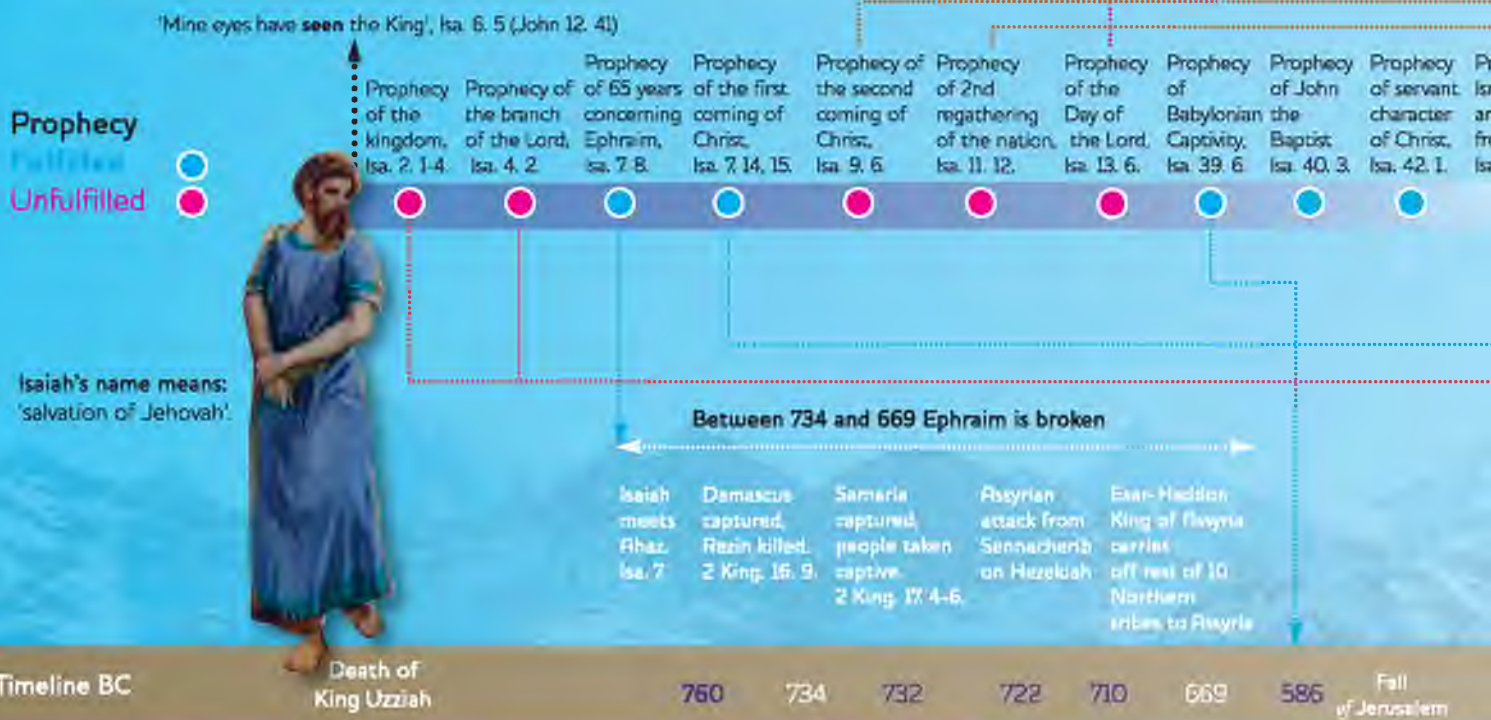 'Mine eyes have seen the King', Isa. 6. 5 (John 12. 41)
Prophecy
Fulfilled
Unfulfilled
Prophecy
of the
kingdom,
Isa. 2. 1-4.
Prophecy of
the branch
of the Lord,
Isa. 4. 2.
Prophecy
of 65 years
concerning
Ephraim,
Isa. 7. 8.
Prophecy
of the first
coming of
Christ,
Isa. 7. 14, 15.
Prophecy of
the second
coming of
Christ,
Isa. 9. 6.
Prophecy
of 2nd
regathering
of the nation,
Isa. 11. 12.
Prophecy
of the
Day of
the Lord,
Isa. 13. 6.
Prophecy
of
Babylonian
Captivity,
Isa. 39. 6.
Prophecy
of John
the
Baptist,
Isa. 40. 3.
Prophecy
of servant
character
of Christ,
Isa. 42. 1.
Isaiah's name means:
'salvation of Jehovah'.
Between 734 and 669 Ephraim is broken
Isaiah
meets
Ahaz.
Isa. 7
Damascus
captured,
Rezin killed.
2 King. 16. 9.
Samaria
captured,
people taken
captive.
2 King. 17. 4-6.
Assyrian
attack from
Sennacherib
on Hezekiah
Esar-Haddon
King of Assyria
carries
off rest of 10
Northern
tribes to Assyria
Timeline BC
Death of
King Uzziah
760
734
732
722
710
669
586
Fall
of Jerusalem